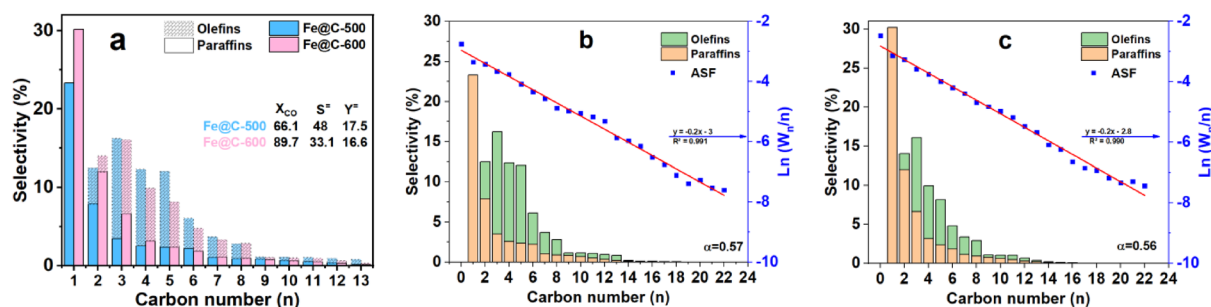 a
Olefins
Paraffins
Fe@C-500
Fe@C-600
X_CO S⁼ Y⁼
Fe@C-500 66.1 48 17.5
Fe@C-600 89.7 33.1 16.6
Selectivity (%)
30
20
10
0
1 2 3 4 5 6 7 8 9 10 11 12 13
Carbon number (n)
b
Olefins
Paraffins
ASF
y = -0.2x - 3
R² = 0.991
α=0.57
Selectivity (%)
30
25
20
15
10
5
0
0 2 4 6 8 10 12 14 16 18 20 22 24
Carbon number (n)
-2
-4
-6
-8
-10
Ln (Wn/n)
c
Olefins
Paraffins
ASF
y = -0.2x - 2.8
R² = 0.990
α=0.56
Selectivity (%)
30
25
20
15
10
5
0
0 2 4 6 8 10 12 14 16 18 20 22 24
Carbon number (n)
-2
-4
-6
-8
-10
Ln (Wn/n)